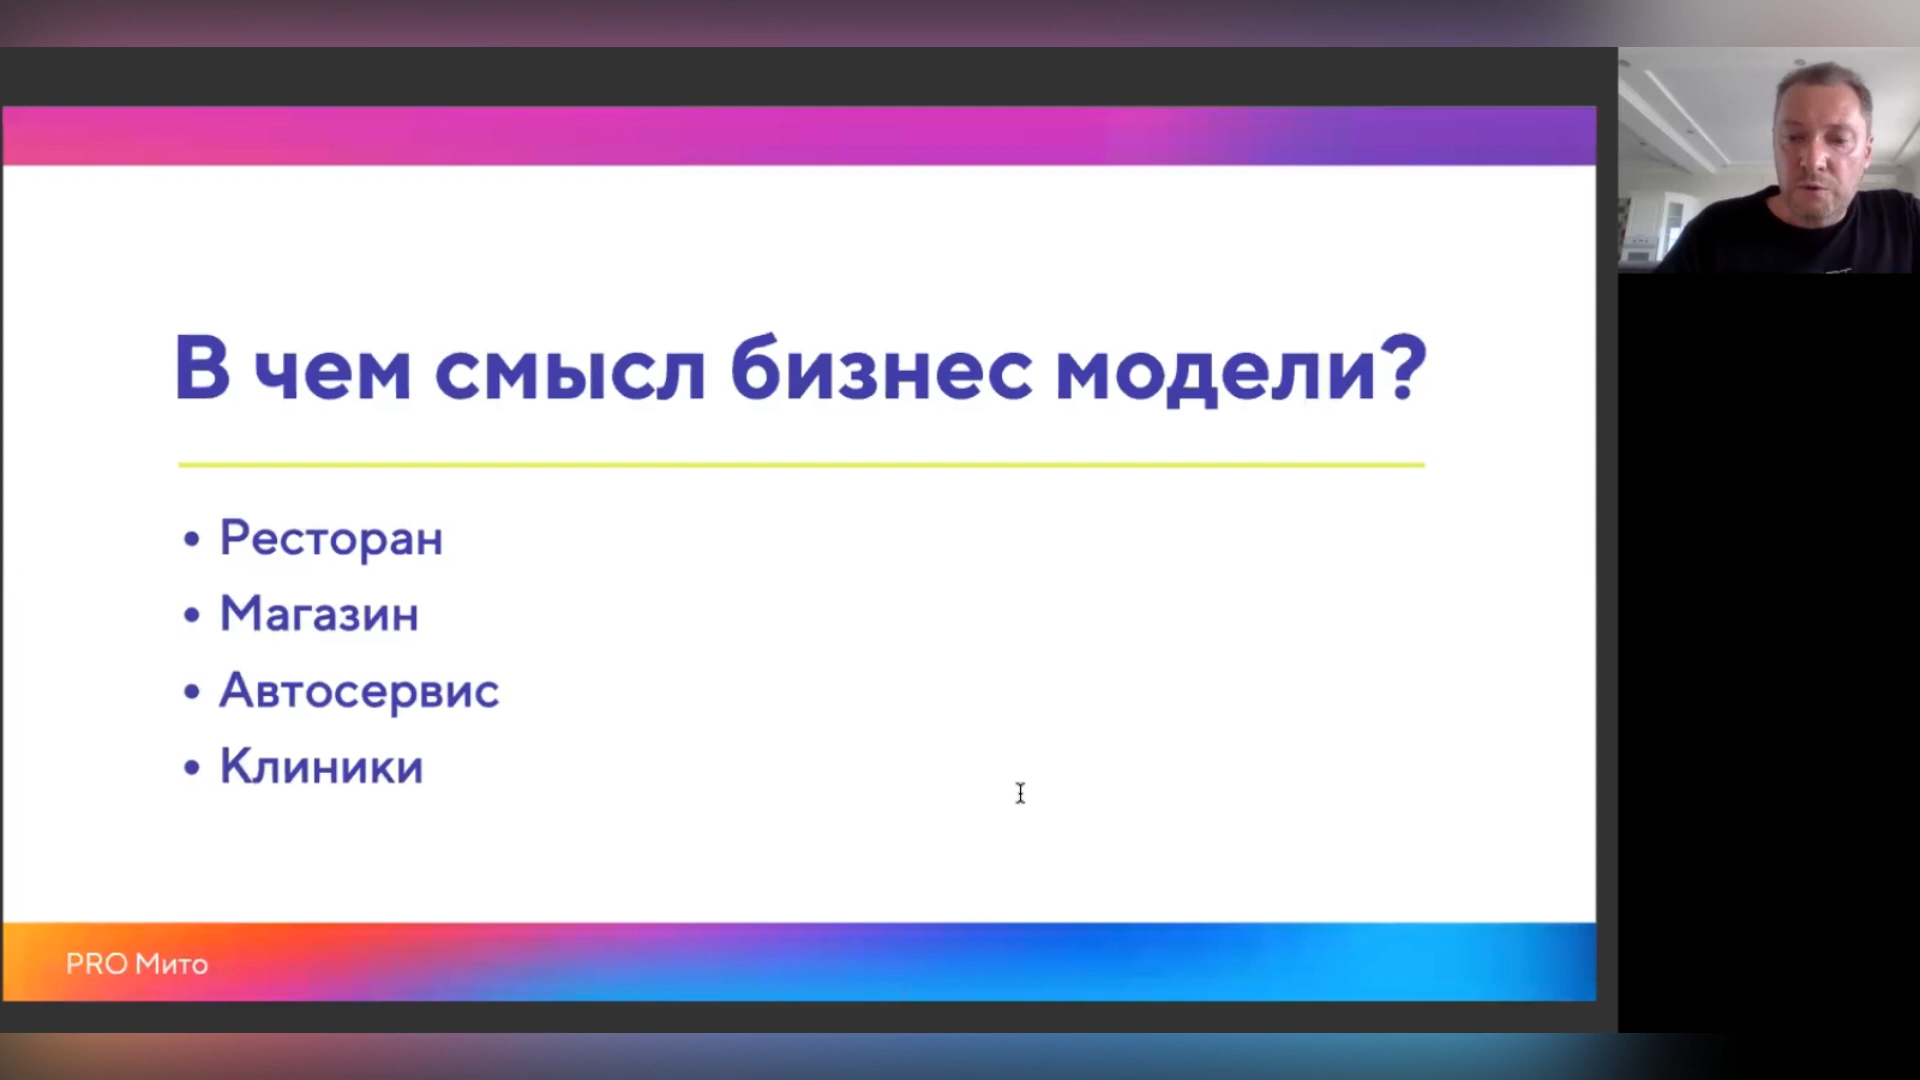 В чем смысл бизнес модели?
• Ресторан
• Магазин
• Автосервис
• Клиники
PRO Мито